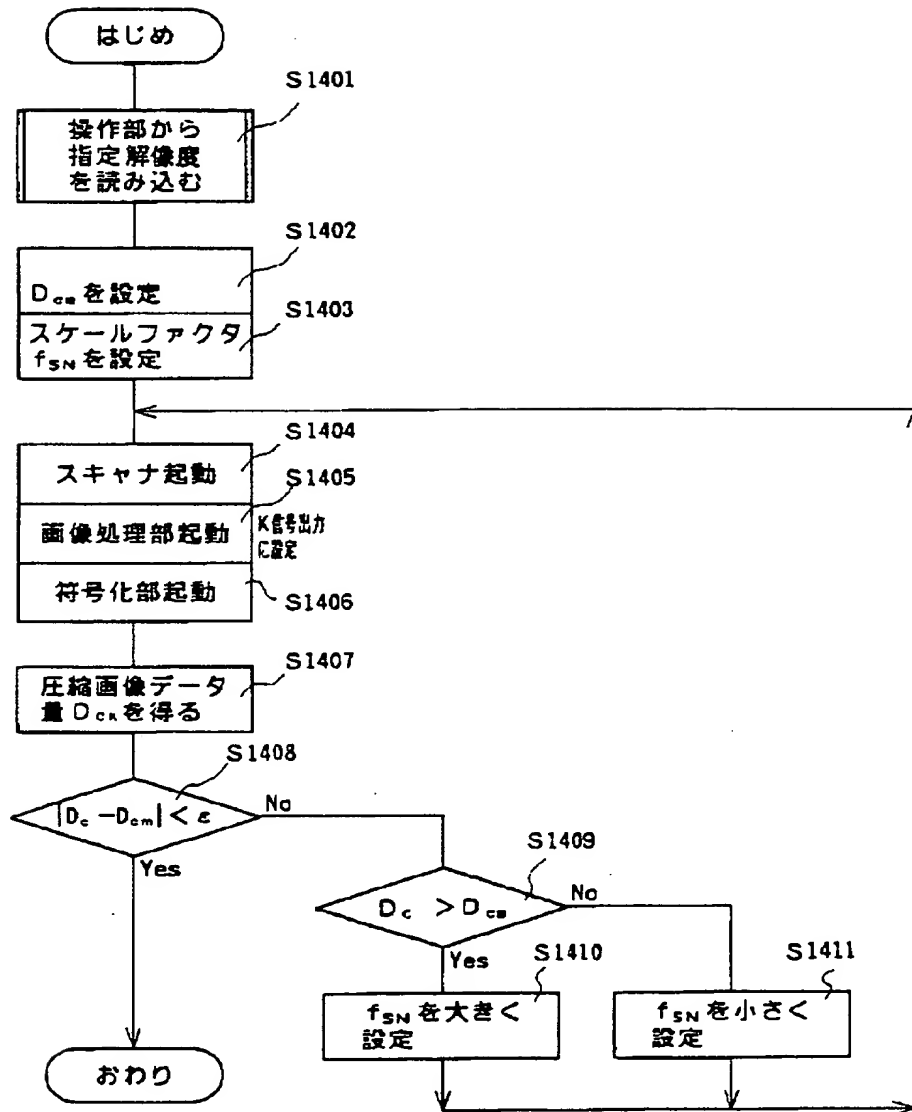 はじめ
S1401
操作部から
指定解像度
を読み込む
S1402
Dcmを設定
S1403
スケールファクタ
fSNを設定
S1404
スキャナ起動
S1405
画像処理部起動
K信号出力
に設定
符号化部起動
S1406
S1407
圧縮画像データ
量DCKを得る
S1408
|Dc −Dcm| < ε
No
Yes
S1409
Dc > Dcm
No
Yes
S1410
fSNを大きく
設定
S1411
fSNを小さく
設定
おわり